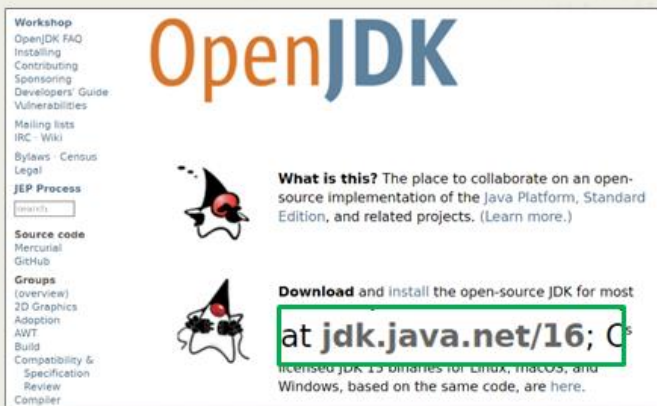 Workshop
OpenJDK FAQ
Installing
Contributing
Sponsoring
Developers' Guide
Vulnerabilities
Mailing lists
IRC · Wiki
Bylaws · Census
Legal
JEP Process
search
Source code
Mercurial
GitHub
Groups
(overview)
2D Graphics
Adoption
AWT
Build
Compatibility &
Specification
Review
Compiler
OpenJDK
What is this? The place to collaborate on an open-
source implementation of the Java Platform, Standard
Edition, and related projects. (Learn more.)
Download and install the open-source JDK for most
at jdk.java.net/16;
licensed JDK 15 binaries for Linux, macOS, and
Windows, based on the same code, are here.